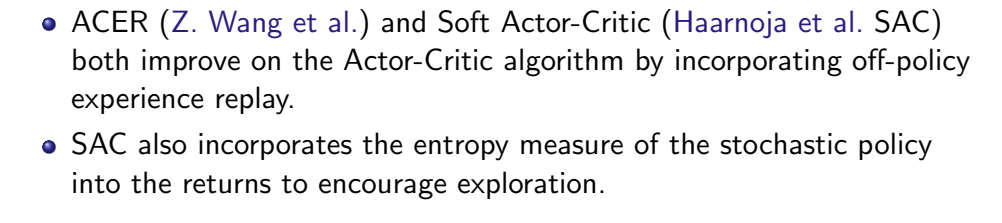 ACER (Z. Wang et al.) and Soft Actor-Critic (Haarnoja et al. SAC)
both improve on the Actor-Critic algorithm by incorporating off-policy
experience replay.
SAC also incorporates the entropy measure of the stochastic policy
into the returns to encourage exploration.